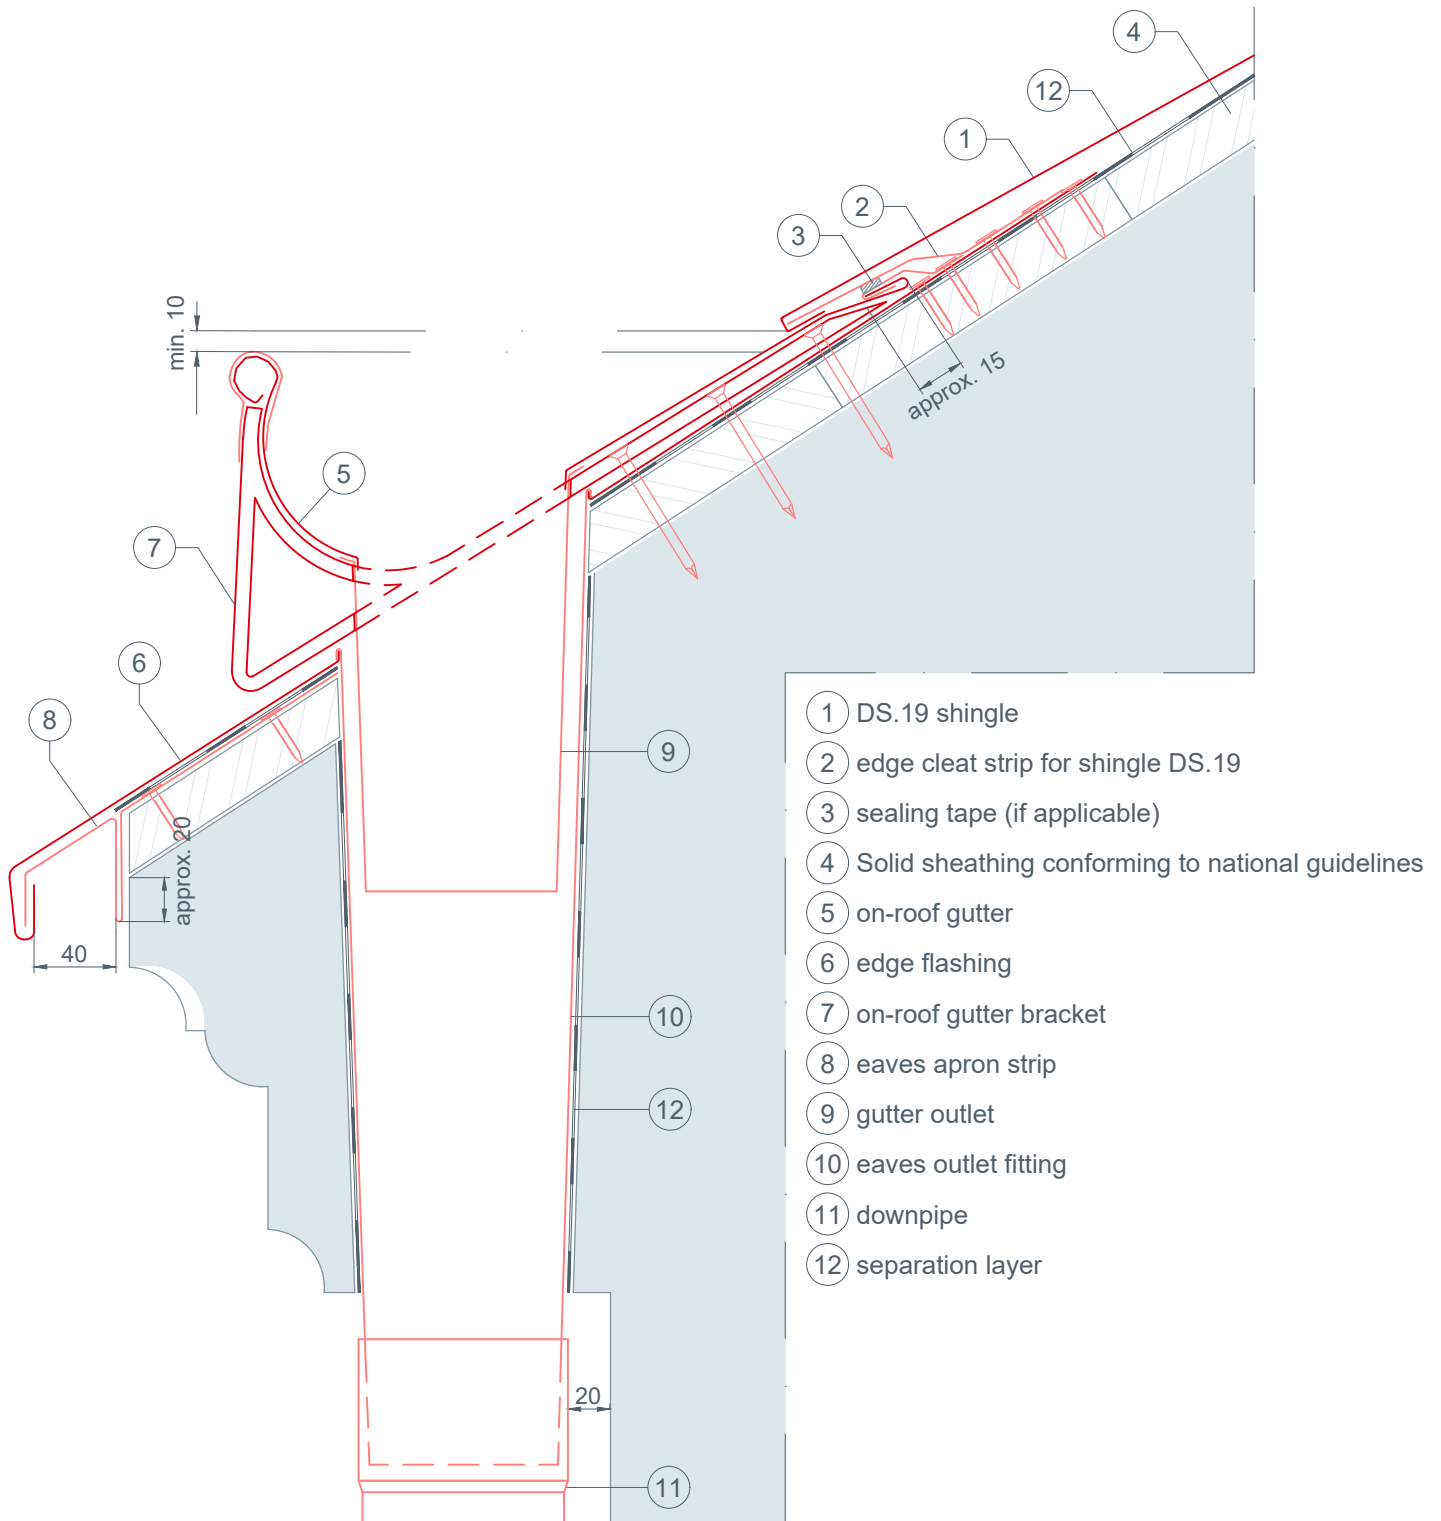 4
12
1
2
3
min. 10
approx. 15
5
7
6
8
9
approx. 20
40
10
12
20
11
1 DS.19 shingle
2 edge cleat strip for shingle DS.19
3 sealing tape (if applicable)
4 Solid sheathing conforming to national guidelines
5 on-roof gutter
6 edge flashing
7 on-roof gutter bracket
8 eaves apron strip
9 gutter outlet
10 eaves outlet fitting
11 downpipe
12 separation layer